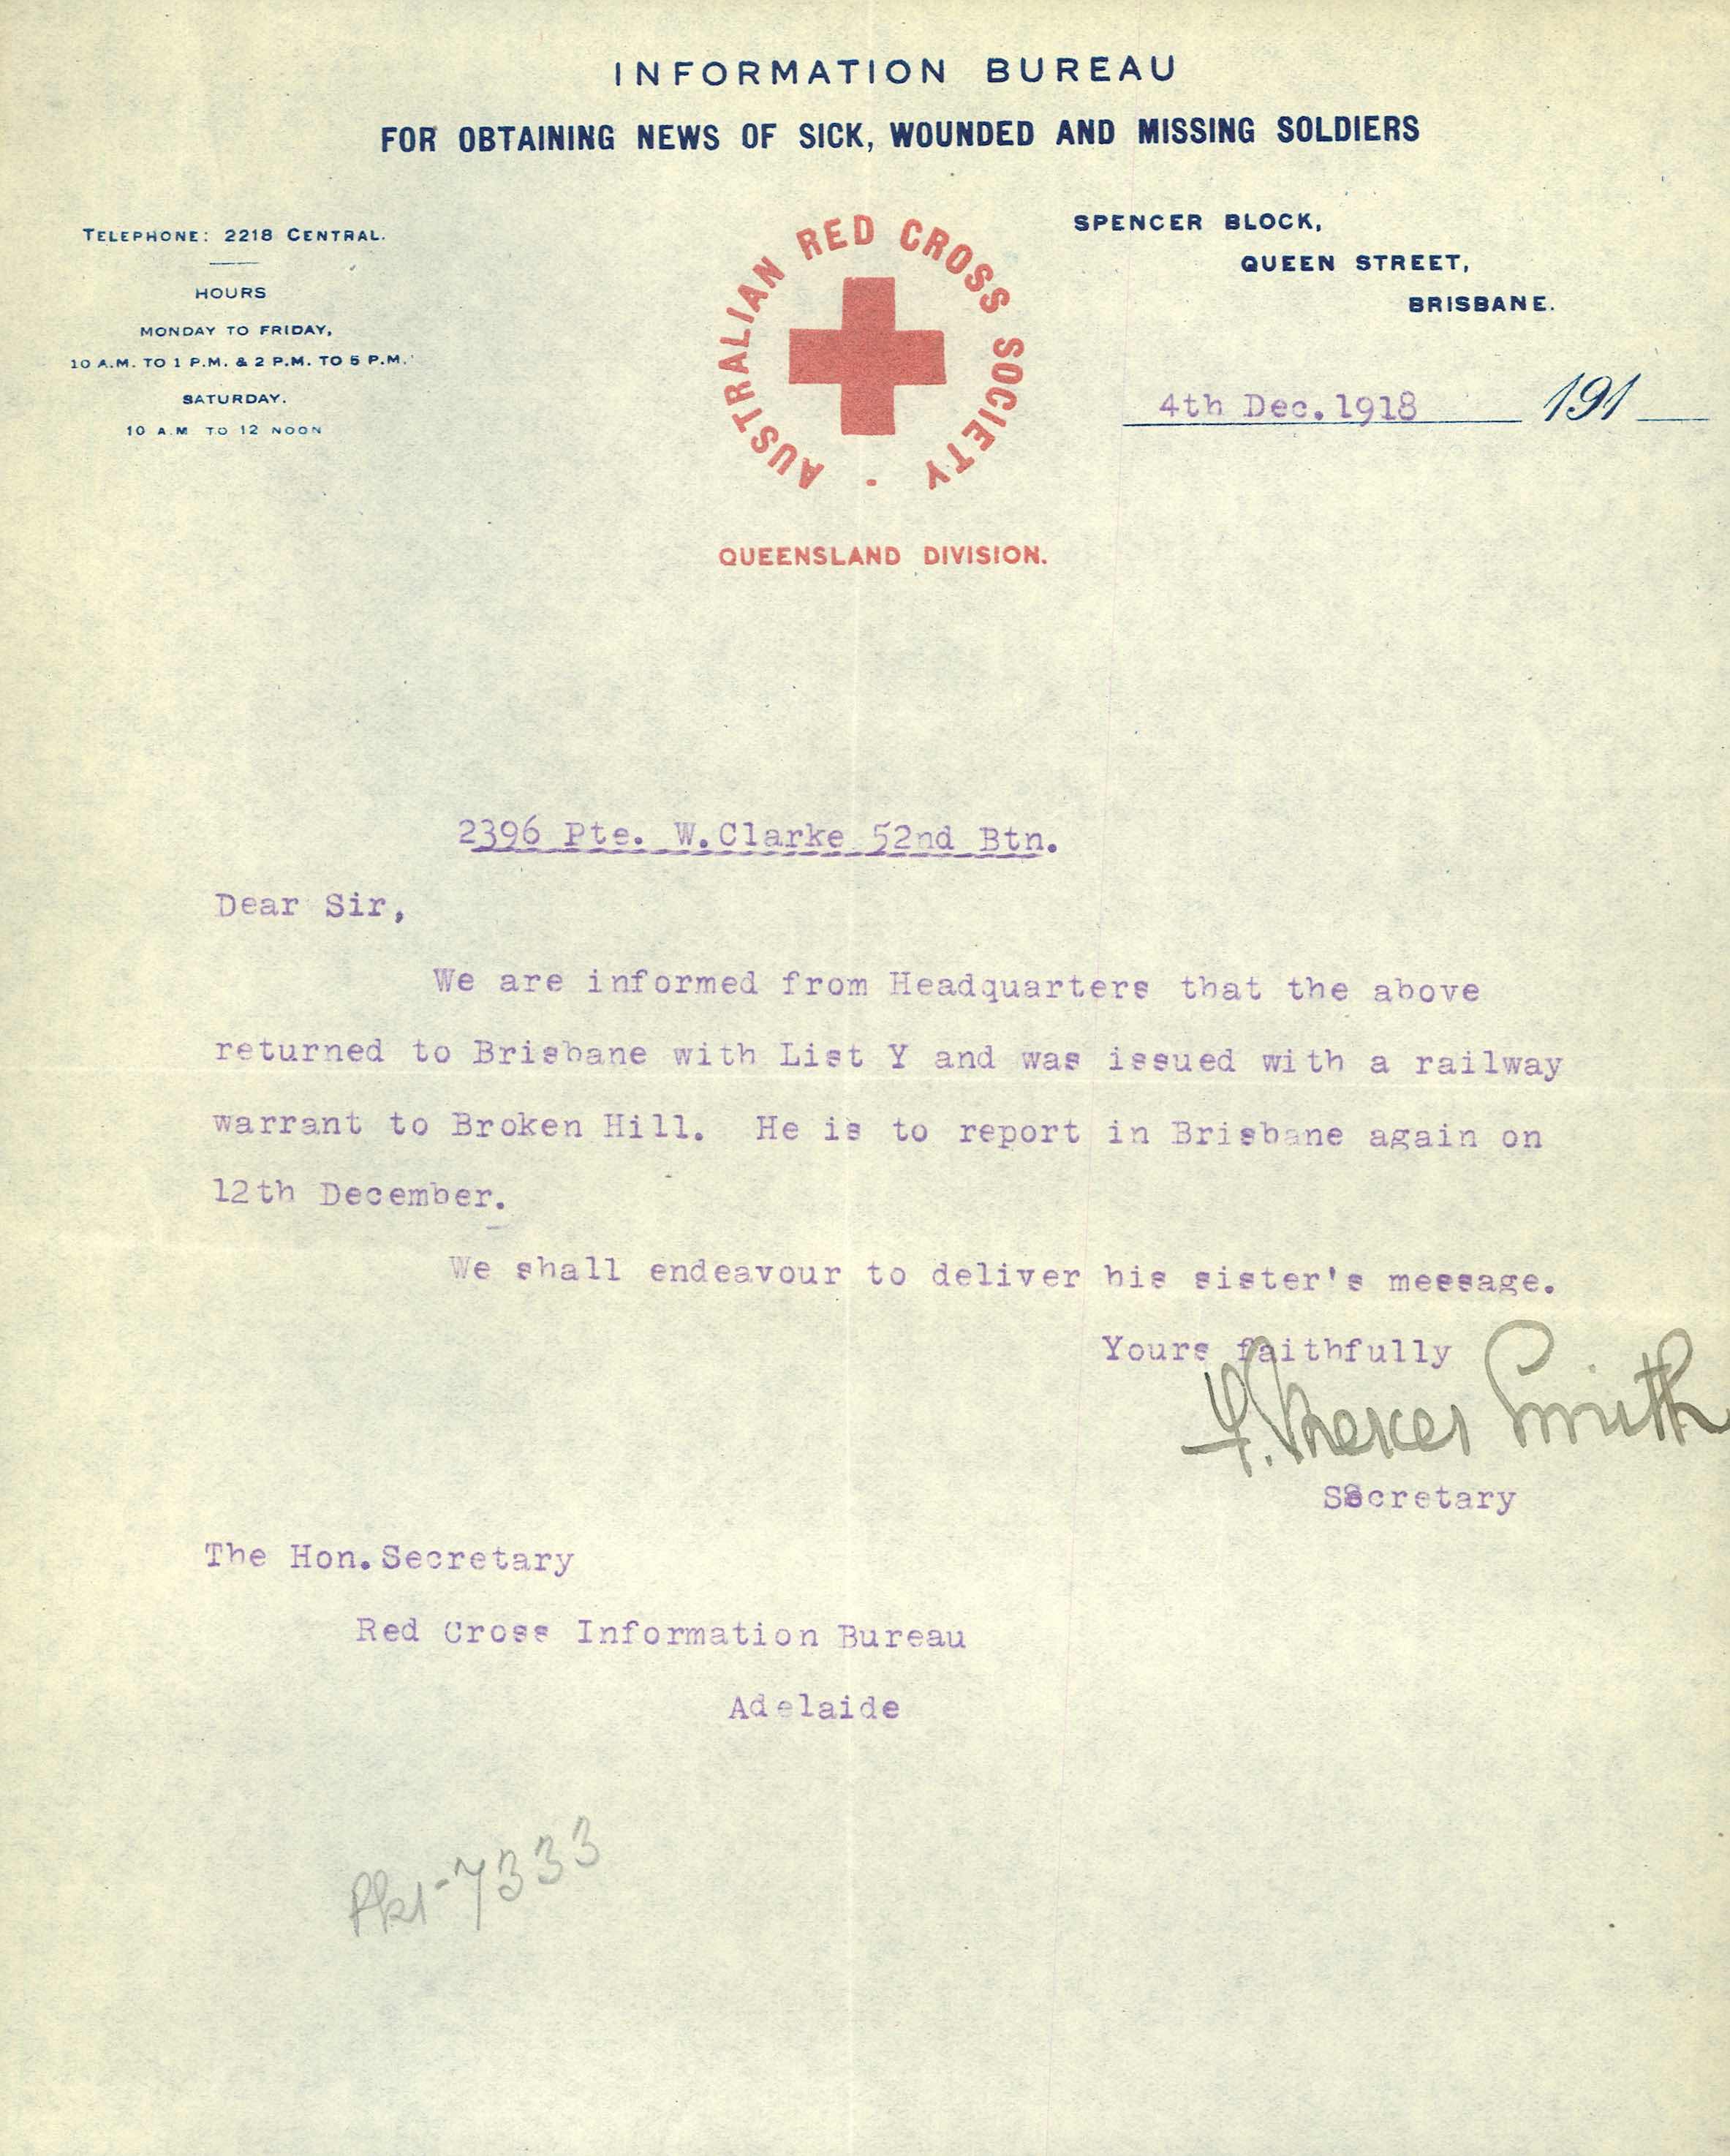 INFORMATION BUREAU
FOR OBTAINING NEWS OF SICK, WOUNDED AND MISSING SOLDIERS
TELEPHONE: 2218 CENTRAL.
HOURS
MONDAY TO FRIDAY,
10 A.M. TO 1 P.M. & 2 P.M. TO 5 P.M.
SATURDAY.
10 A.M TO 12 NOON
AUSTRALIAN RED CROSS SOCIETY
QUEENSLAND DIVISION.
SPENCER BLOCK,
QUEEN STREET,
BRISBANE.
4th Dec. 1918 191
2396 Pte. W.Clarke 52nd Btn.
Dear Sir,
We are informed from Headquarters that the above
returned to Brisbane with List Y and was issued with a railway
warrant to Broken Hill. He is to report in Brisbane again on
12th December.
We shall endeavour to deliver his sister's message.
Yours faithfully
Smith
Secretary
The Hon. Secretary
Red Cross Information Bureau
Adelaide
Pkt-7333